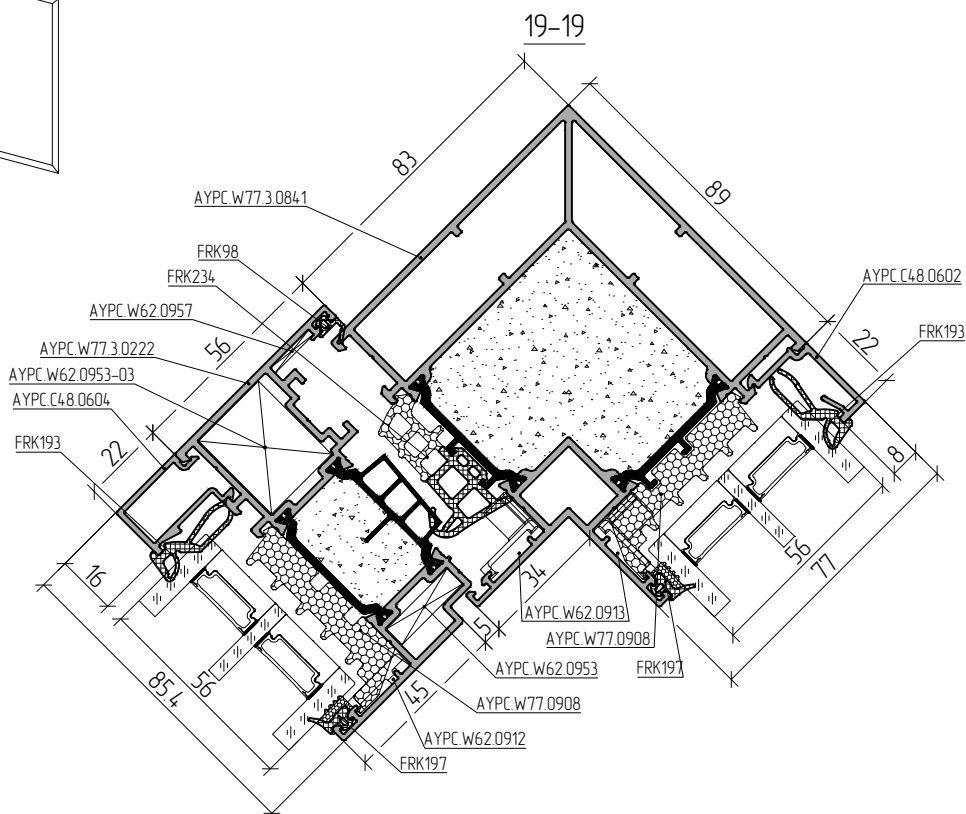 19-19
83
89
AYPC.W77.3.0841
FRK98
FRK234
AYPC.W62.0957
AYPC.W77.3.0222
AYPC.W62.0953-03
AYPC.C48.0604
FRK193
AYPC.C48.0602
FRK193
56
22
22
8
56
77
16
56
85.4
34
5
45
AYPC.W62.0913
AYPC.W77.0908
FRK197
AYPC.W62.0953
AYPC.W77.0908
AYPC.W62.0912
FRK197